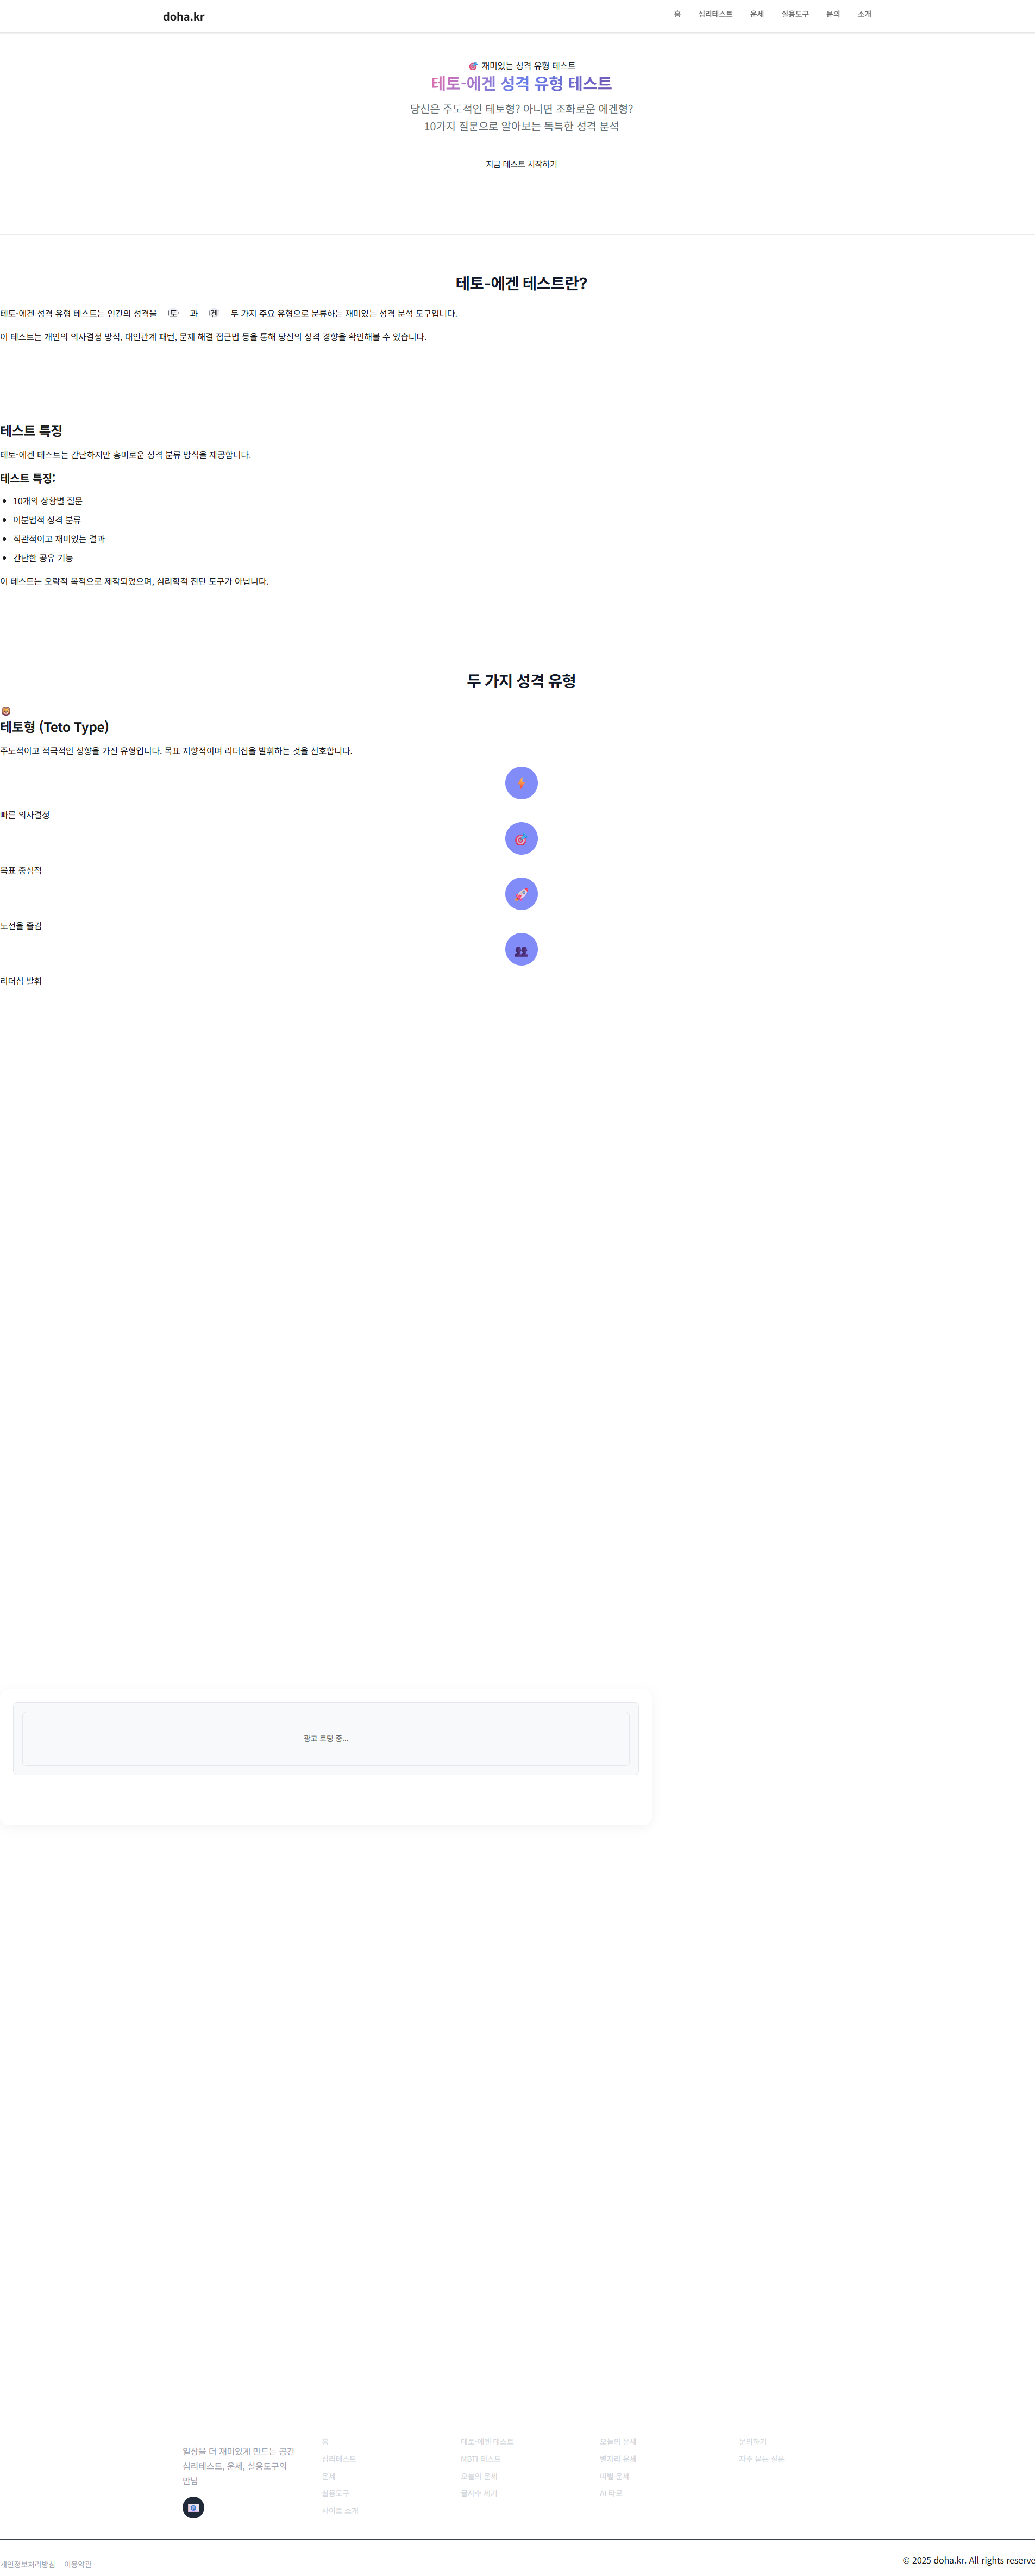 doha.kr
홈 심리테스트 운세 실용도구 문의 소개
재미있는 성격 유형 테스트
테토-에겐 성격 유형 테스트
당신은 주도적인 테토형? 아니면 조화로운 에겐형?
10가지 질문으로 알아보는 독특한 성격 분석
지금 테스트 시작하기
테토-에겐 테스트란?
테토-에겐 성격 유형 테스트는 인간의 성격을 토 과 겐 두 가지 주요 유형으로 분류하는 재미있는 성격 분석 도구입니다.
이 테스트는 개인의 의사결정 방식, 대인관계 패턴, 문제 해결 접근법 등을 통해 당신의 성격 경향을 확인해볼 수 있습니다.
테스트 특징
테토-에겐 테스트는 간단하지만 흥미로운 성격 분류 방식을 제공합니다.
테스트 특징:
10개의 상황별 질문
이분법적 성격 분류
직관적이고 재미있는 결과
간단한 공유 기능
이 테스트는 오락적 목적으로 제작되었으며, 심리학적 진단 도구가 아닙니다.
두 가지 성격 유형
테토형 (Teto Type)
주도적이고 적극적인 성향을 가진 유형입니다. 목표 지향적이며 리더십을 발휘하는 것을 선호합니다.
빠른 의사결정
목표 중심적
도전을 즐김
리더십 발휘
광고 로딩 중...
일상을 더 재미있게 만드는 공간
심리테스트, 운세, 실용도구의
만남
홈
심리테스트
운세
실용도구
사이트 소개
테토-에겐 테스트
MBTI 테스트
오늘의 운세
글자수 세기
오늘의 운세
별자리 운세
띠별 운세
AI 타로
문의하기
자주 묻는 질문
개인정보처리방침 이용약관
© 2025 doha.kr. All rights reserve